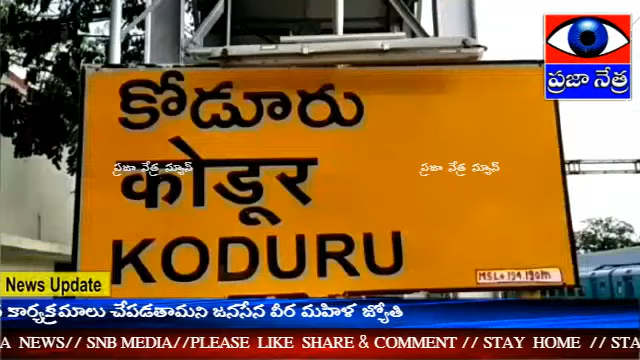 కోడూరు
कोडूर
KODURU
MSL+194.190m
ప్రజా నేత్ర
ప్రజా నేత్ర న్యూస్ ప్రజా నేత్ర న్యూస్
News Update
కార్యక్రమాలు చేపడతామని జనసేన వీర మహిళ జ్యోతి
A NEWS// SNB MEDIA//PLEASE LIKE SHARE & COMMENT // STAY HOME // STA